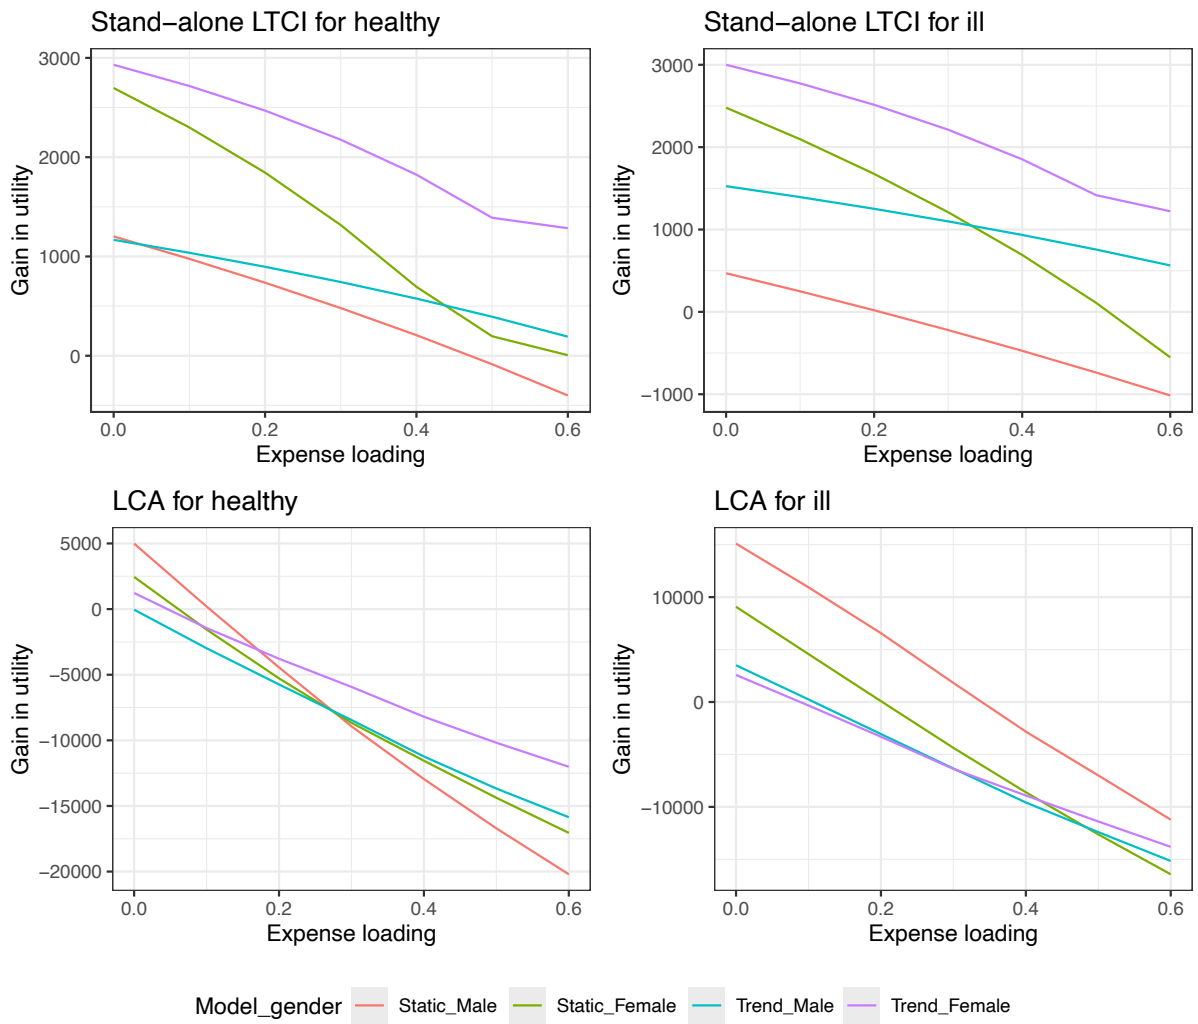 Stand−alone LTCI for healthy
3000
2000
1000
0
0.0 0.2 0.4 0.6
Expense loading
Gain in utility
Stand−alone LTCI for ill
3000
2000
1000
0
−1000
0.0 0.2 0.4 0.6
Expense loading
Gain in utility
LCA for healthy
5000
0
−5000
−10000
−15000
−20000
0.0 0.2 0.4 0.6
Expense loading
Gain in utility
LCA for ill
10000
0
−10000
0.0 0.2 0.4 0.6
Expense loading
Gain in utility
Model_gender Static_Male Static_Female Trend_Male Trend_Female